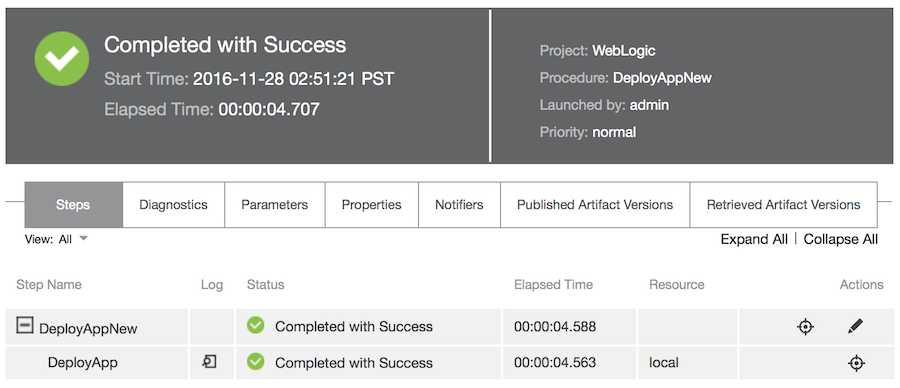 Completed with Success
Start Time: 2016-11-28 02:51:21 PST
Elapsed Time: 00:00:04.707
Project: WebLogic
Procedure: DeployAppNew
Launched by: admin
Priority: normal
Steps Diagnostics Parameters Properties Notifiers Published Artifact Versions Retrieved Artifact Versions
View: All Expand All | Collapse All
Step Name Log Status Elapsed Time Resource Actions
DeployAppNew Completed with Success 00:00:04.588
DeployApp Completed with Success 00:00:04.563 local